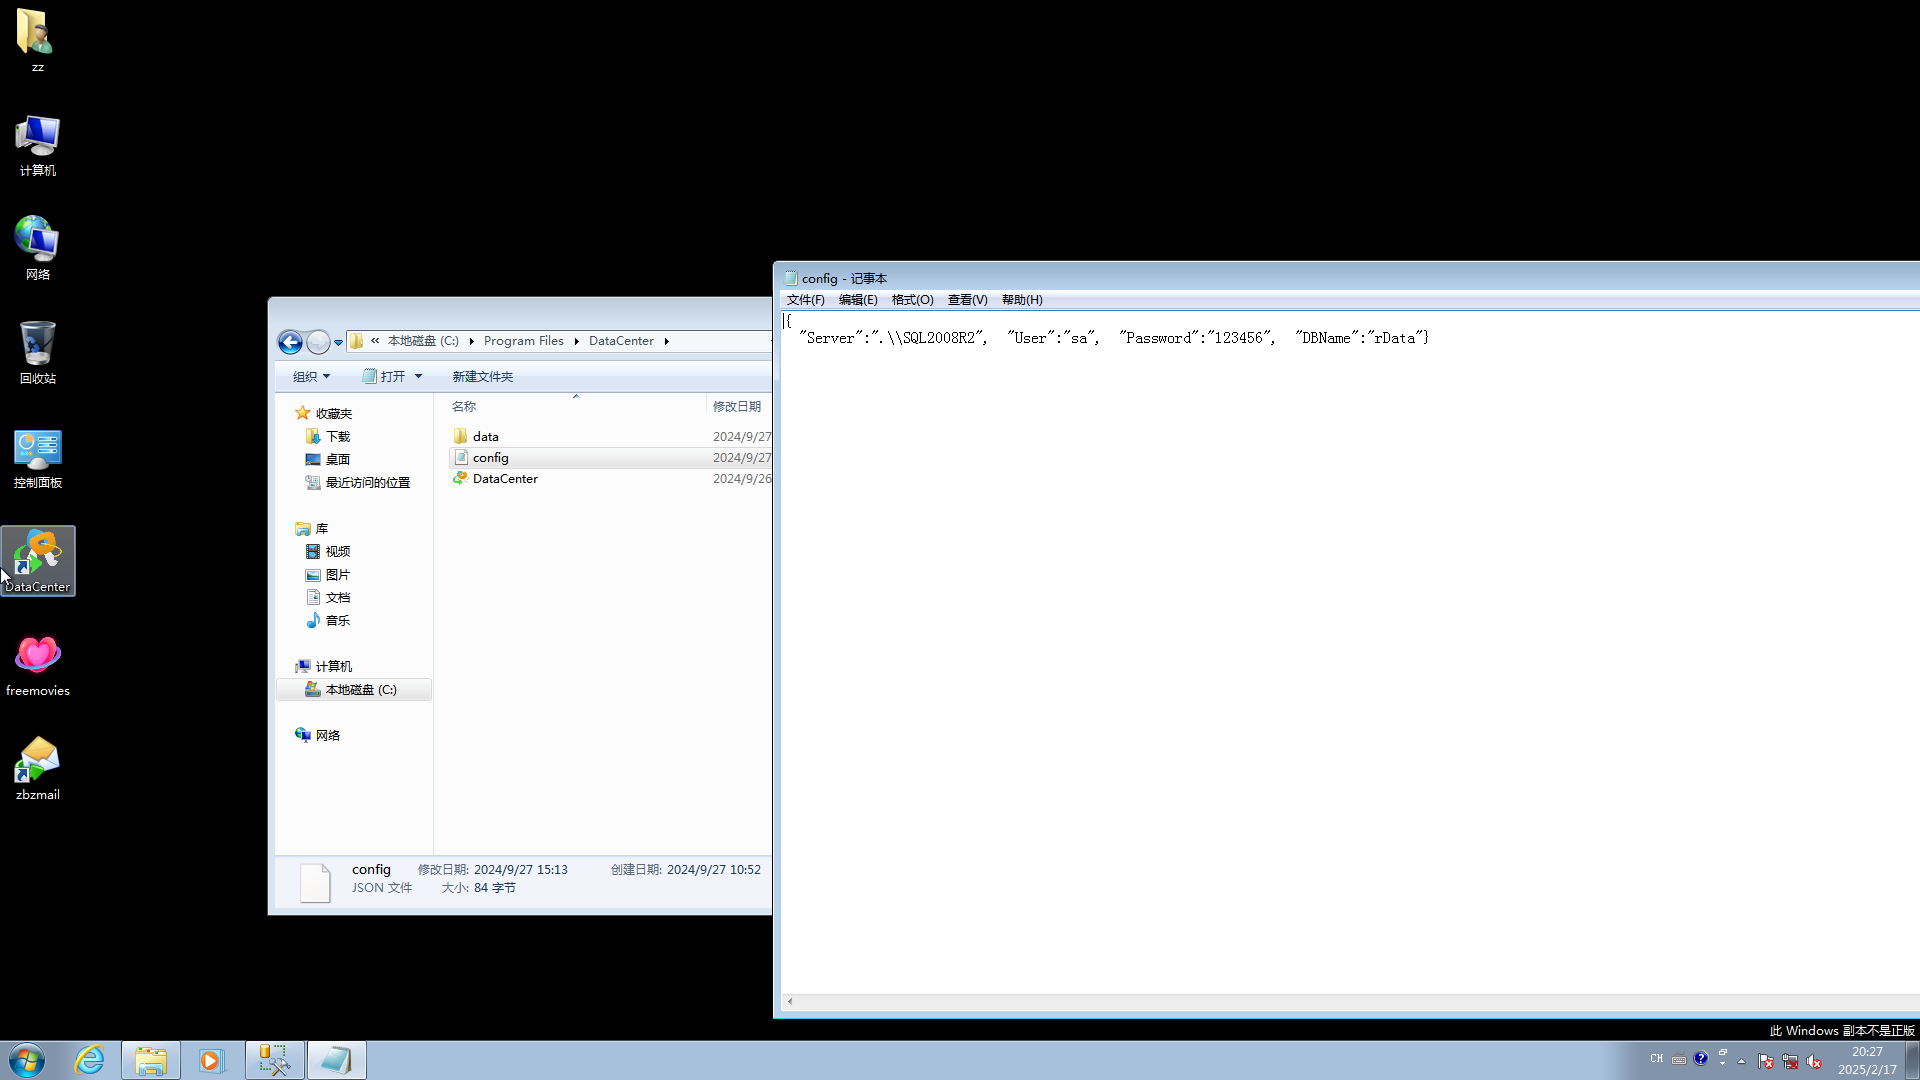 zz
计算机
网络
回收站
控制面板
DataCenter
freemovies
zbzmail
« 本地磁盘 (C:) Program Files DataCenter
组织 打开 新建文件夹
收藏夹
下载
桌面
最近访问的位置
库
视频
图片
文档
音乐
计算机
本地磁盘 (C:)
网络
名称 修改日期
data 2024/9/27
config 2024/9/27
DataCenter 2024/9/26
config 修改日期: 2024/9/27 15:13 创建日期: 2024/9/27 10:52
JSON 文件 大小: 84 字节
config - 记事本
文件(F) 编辑(E) 格式(O) 查看(V) 帮助(H)
{
"Server":".\\SQL2008R2", "User":"sa", "Password":"123456", "DBName":"rData"}
此 Windows 副本不是正版
CH
20:27
2025/2/17